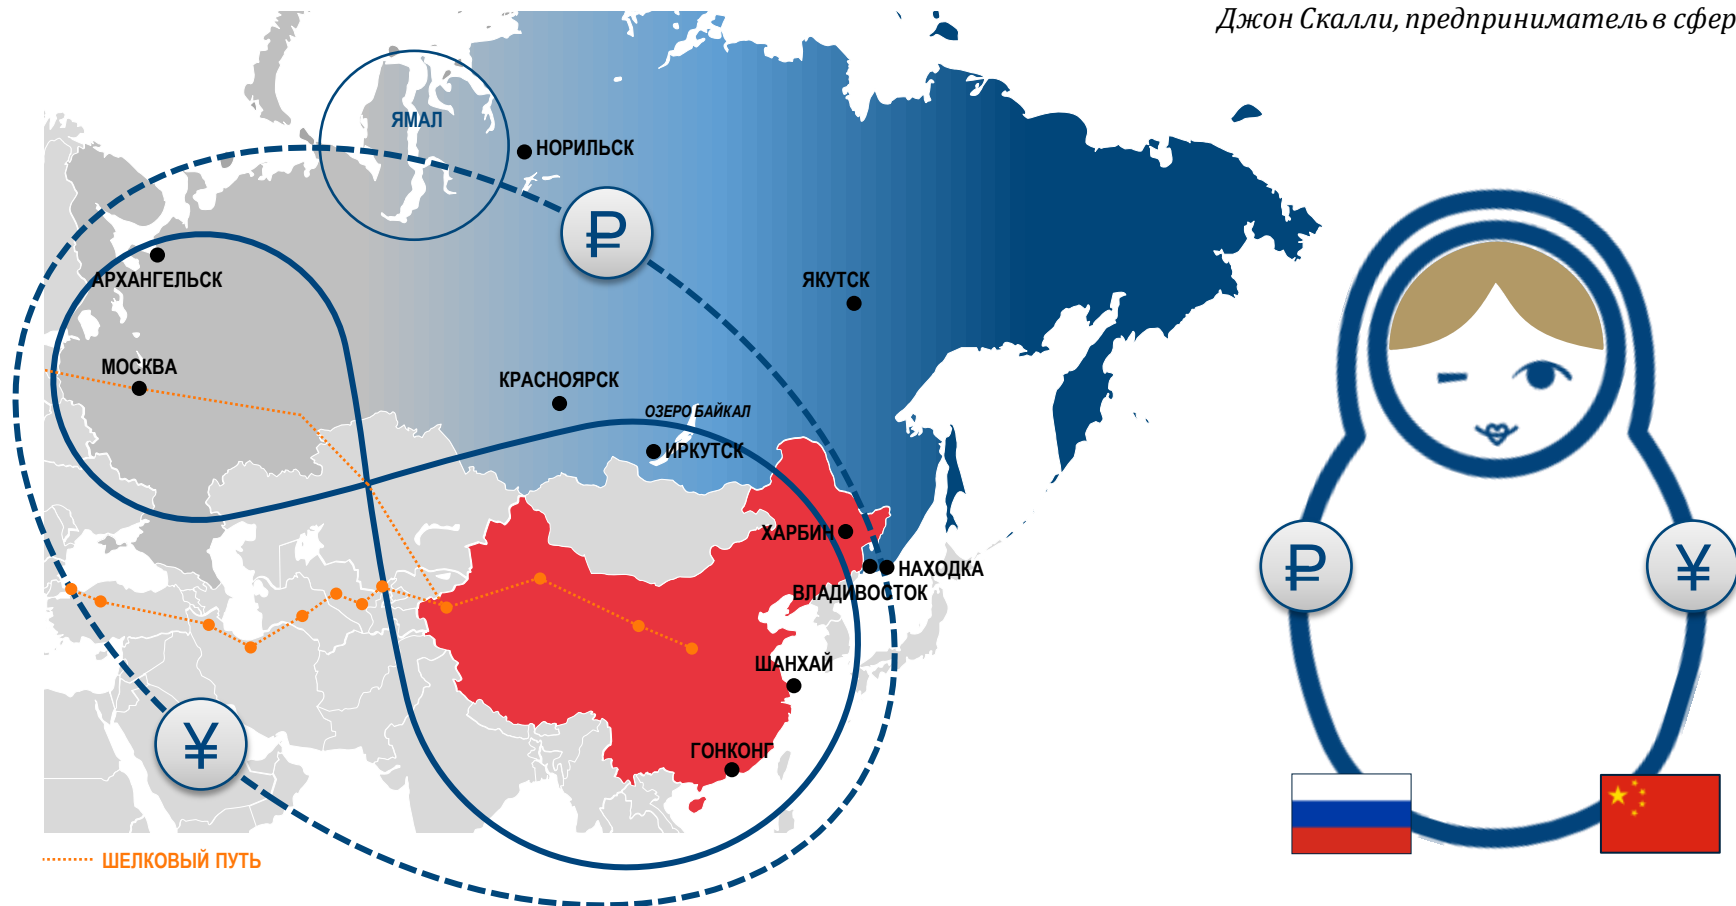 Джон Скалли, предприниматель в сфер
ЯМАЛ
НОРИЛЬСК
₽
АРХАНГЕЛЬСК
ЯКУТСК
МОСКВА
КРАСНОЯРСК
ОЗЕРО БАЙКАЛ
ИРКУТСК
ХАРБИН
НАХОДКА
ВЛАДИВОСТОК
₽
¥
ШАНХАЙ
¥
ГОНКОНГ
ШЕЛКОВЫЙ ПУТЬ